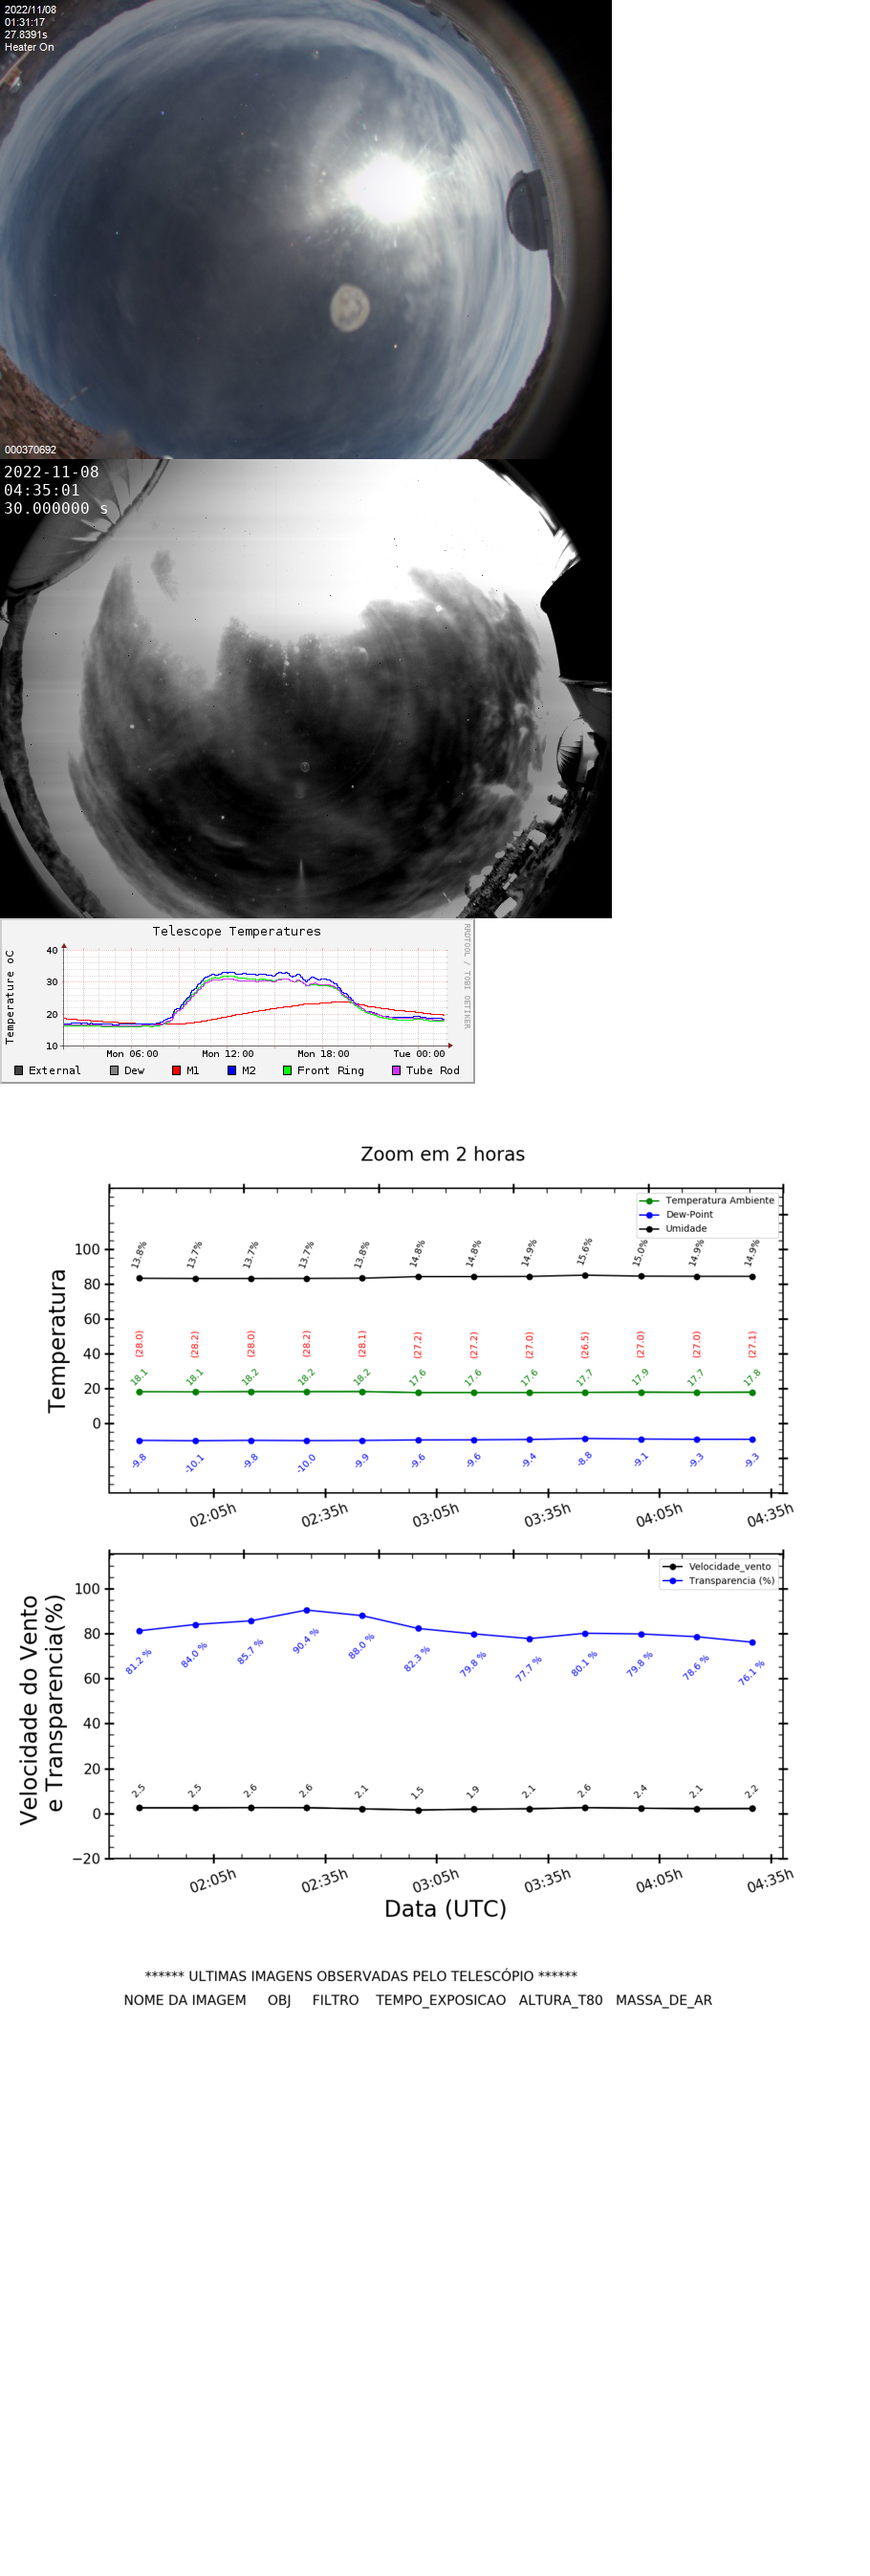 2022/11/08
01:31:17
27.8391s
Heater On
000370692
2022-11-08
04:35:01
30.000000 s
Telescope Temperatures
RRDTOOL / TOBI OETIKER
Temperature oC
40
30
20
10
Mon 06:00 Mon 12:00 Mon 18:00 Tue 00:00
External Dew M1 M2 Front Ring Tube Rod
Zoom em 2 horas
Temperatura Ambiente
Dew-Point
Umidade
Temperatura
100
80
60
40
20
0
13.8% 13.7% 13.7% 13.7% 13.8% 14.8% 14.8% 14.9% 15.6% 15.0% 14.9% 14.9%
(28.0) (28.2) (28.0) (28.2) (28.1) (27.2) (27.2) (27.0) (26.5) (27.0) (27.0) (27.1)
18.1 18.1 18.2 18.2 18.2 17.6 17.6 17.6 17.7 17.9 17.7 17.8
-9.8 -10.1 -9.8 -10.0 -9.9 -9.6 -9.6 -9.4 -8.8 -9.1 -9.3 -9.3
02:05h 02:35h 03:05h 03:35h 04:05h 04:35h
Velocidade_vento
Transparencia (%)
Velocidade do Vento
e Transparencia(%)
100
80
60
40
20
0
−20
81.2 % 84.0 % 85.7 % 90.4 % 88.0 % 82.3 % 79.8 % 77.7 % 80.1 % 79.8 % 78.6 % 76.1 %
2.5 2.5 2.6 2.6 2.1 1.5 1.9 2.1 2.6 2.4 2.1 2.2
02:05h 02:35h 03:05h 03:35h 04:05h 04:35h
Data (UTC)
****** ULTIMAS IMAGENS OBSERVADAS PELO TELESCÓPIO ******
NOME DA IMAGEM OBJ FILTRO TEMPO_EXPOSICAO ALTURA_T80 MASSA_DE_AR